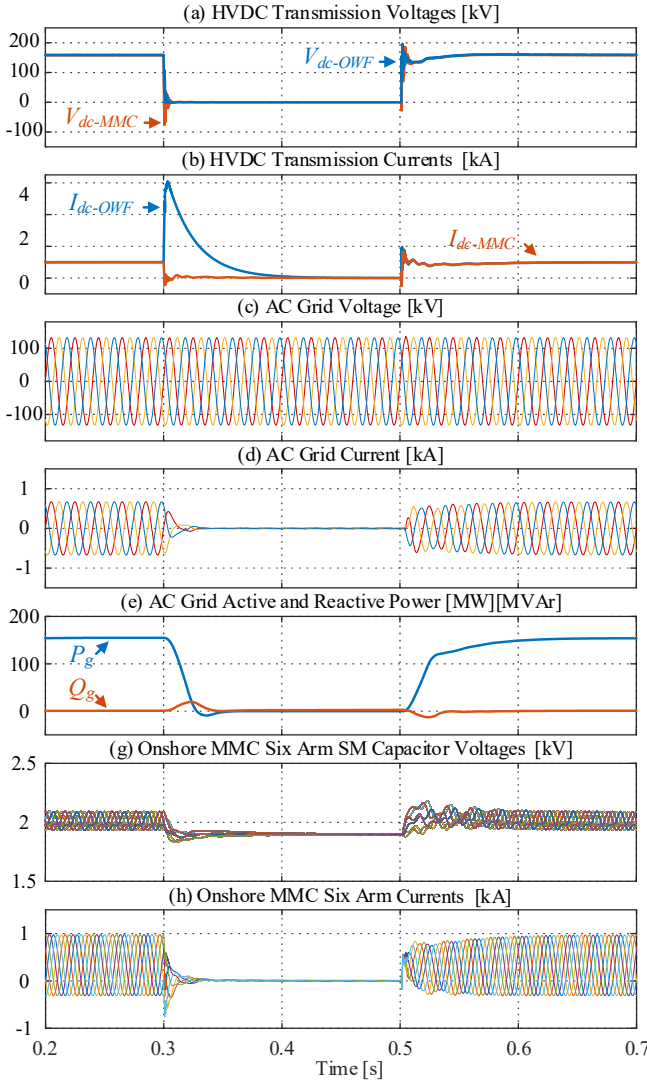 (a) HVDC Transmission Voltages [kV]
200
100
0
-100
V_dc-OWF
V_dc-MMC
(b) HVDC Transmission Currents [kA]
4
2
0
I_dc-OWF
I_dc-MMC
(c) AC Grid Voltage [kV]
100
0
-100
(d) AC Grid Current [kA]
1
0
-1
(e) AC Grid Active and Reactive Power [MW][MVAr]
200
100
0
P_g
Q_g
(g) Onshore MMC Six Arm SM Capacitor Voltages [kV]
2.5
2
1.5
(h) Onshore MMC Six Arm Currents [kA]
1
0
-1
0.2 0.3 0.4 0.5 0.6 0.7
Time [s]